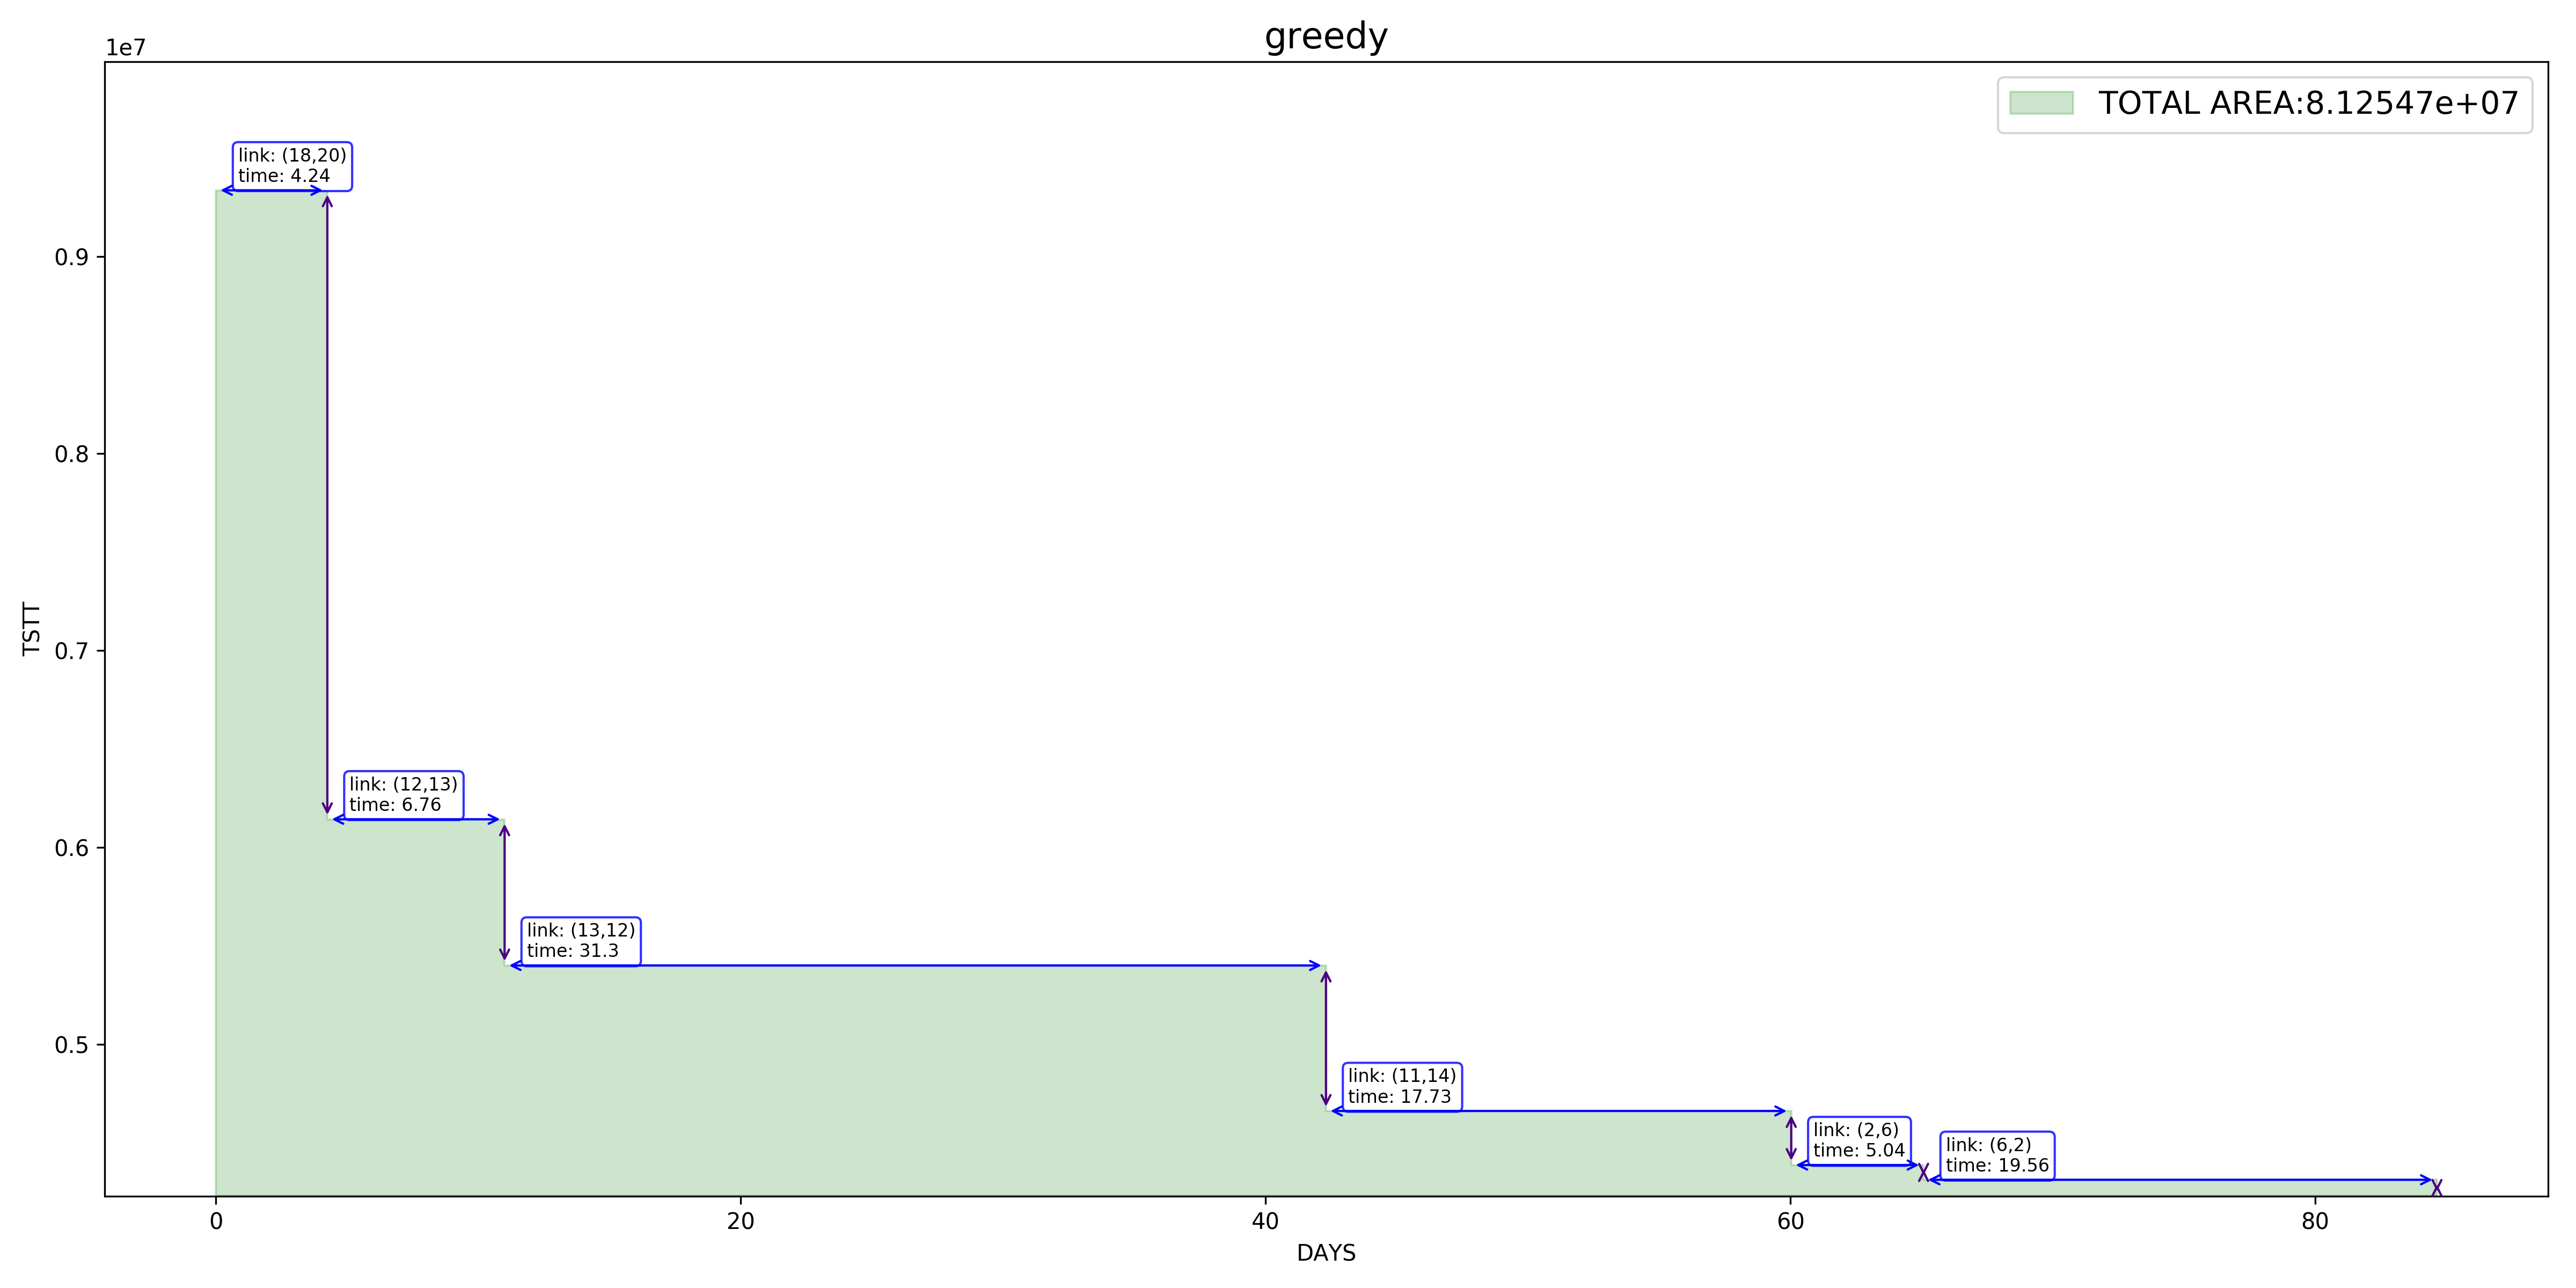 greedy
1e7
TOTAL AREA:8.12547e+07
link: (18,20)
time: 4.24
0.9
0.8
0.7
TSTT
link: (12,13)
time: 6.76
0.6
link: (13,12)
time: 31.3
0.5
link: (11,14)
time: 17.73
link: (2,6)
time: 5.04
link: (6,2)
time: 19.56
0 20 40 60 80
DAYS